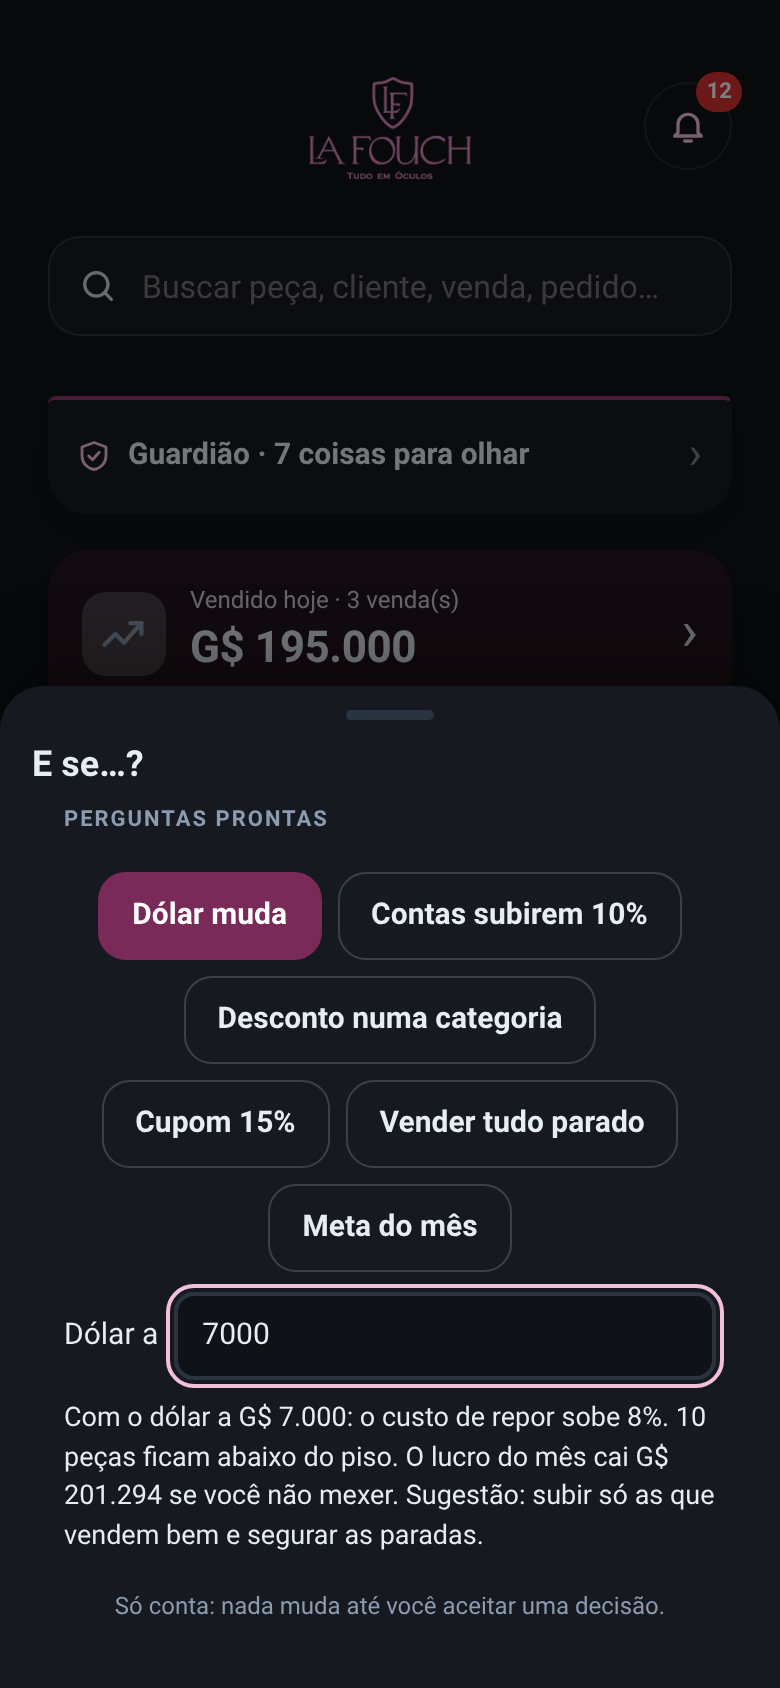 12
LF
LA FOUCH
TUDO EM ÓCULOS
Buscar peça, cliente, venda, pedido...
Guardião · 7 coisas para olhar
Vendido hoje · 3 venda(s)
G$ 195.000
E se...?
PERGUNTAS PRONTAS
Dólar muda
Contas subirem 10%
Desconto numa categoria
Cupom 15%
Vender tudo parado
Meta do mês
Dólar a 7000
Com o dólar a G$ 7.000: o custo de repor sobe 8%. 10
peças ficam abaixo do piso. O lucro do mês cai G$
201.294 se você não mexer. Sugestão: subir só as que
vendem bem e segurar as paradas.
Só conta: nada muda até você aceitar uma decisão.